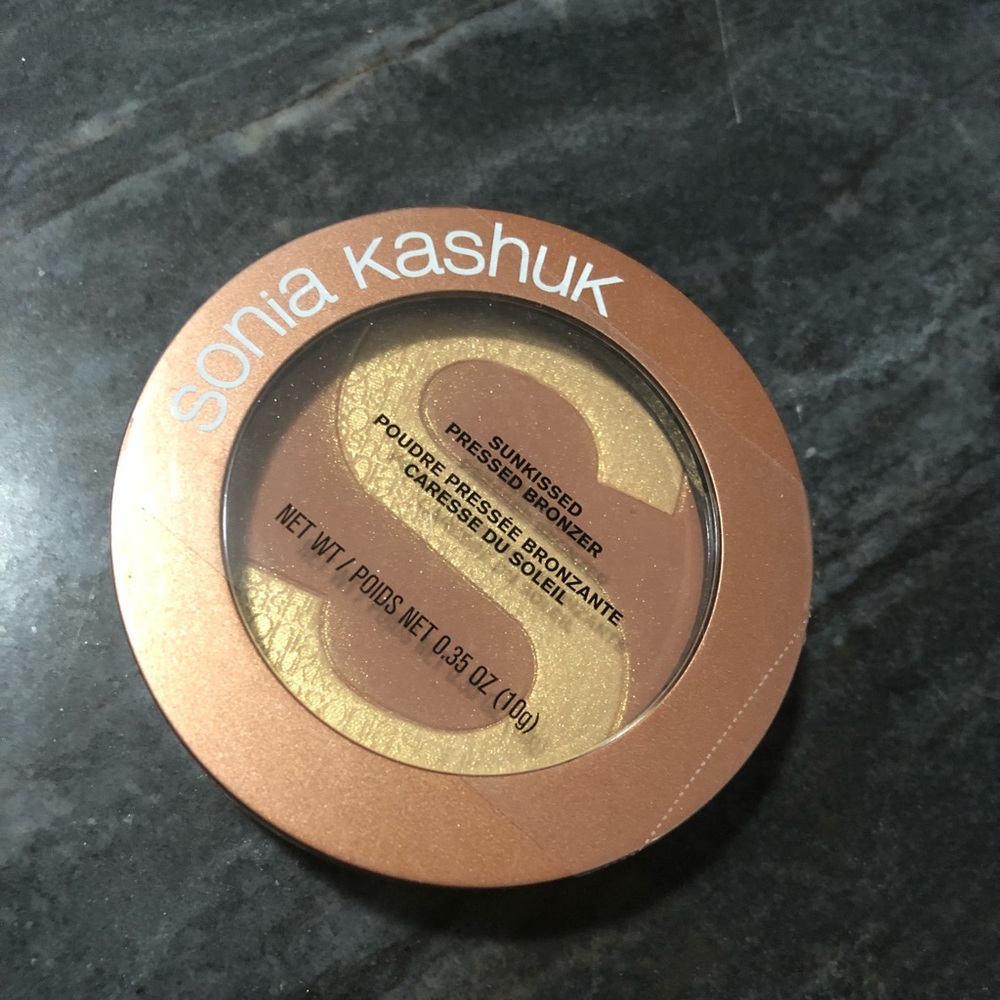 sonia kashuk
SUNKISSED
PRESSED BRONZER
POUDRE PRESSÉE BRONZANTE
CARESSE DU SOLEIL
NET WT / POIDS NET 0.35 OZ (10g)